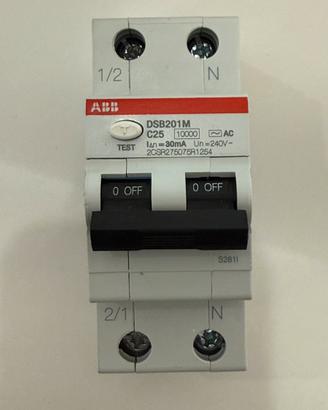 1/2 N
ABB
DSB201M
C25 10000 AC
TEST IΔn=30mA Un=240V~
2CSR275075R1254
0 OFF 0 OFF
S281I
2/1 N